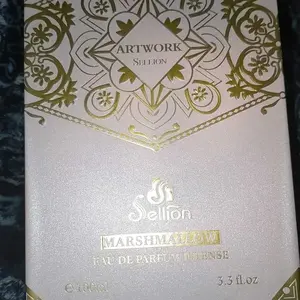 ARTWORK
SELLION
Sellion
MARSHMALLOW
EAU DE PARFUM INTENSE
3.3 fl.oz